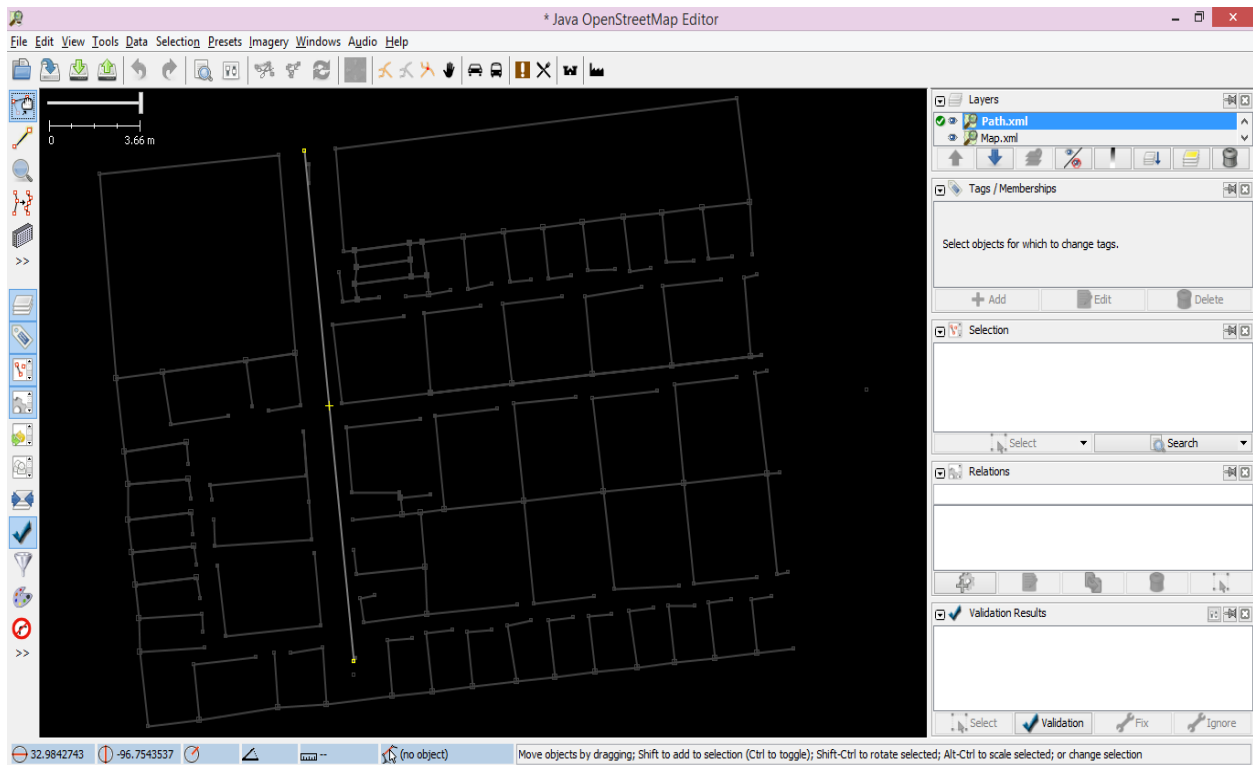 * Java OpenStreetMap Editor
File Edit View Tools Data Selection Presets Imagery Windows Audio Help
0 3.66 m
>>
>>
Layers
Path.xml
Map.xml
Tags / Memberships
Select objects for which to change tags.
Add Edit Delete
Selection
Select Search
Relations
Validation Results
Select Validation Fix Ignore
32.9842743 -96.7543537 -- (no object) Move objects by dragging; Shift to add to selection (Ctrl to toggle); Shift-Ctrl to rotate selected; Alt-Ctrl to scale selected; or change selection